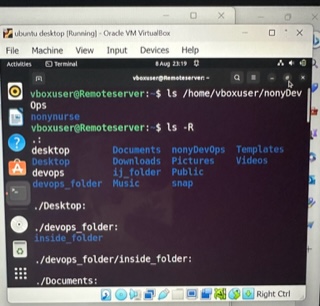 ubuntu desktop [Running] - Oracle VM VirtualBox
File Machine View Input Devices Help
Activities Terminal 8 Aug 23:19
vboxuser@Remoteserver: ~
vboxuser@Remoteserver:~$ ls /home/vboxuser/nonyDev
Ops
nonynurse
vboxuser@Remoteserver:~$ ls -R
.:
desktop Documents nonyDevOps Templates
Desktop Downloads Pictures Videos
devops ij_folder Public
devops_folder Music snap
./Desktop:
./devops_folder:
inside_folder
./devops_folder/inside_folder:
./Documents:
Right Ctrl